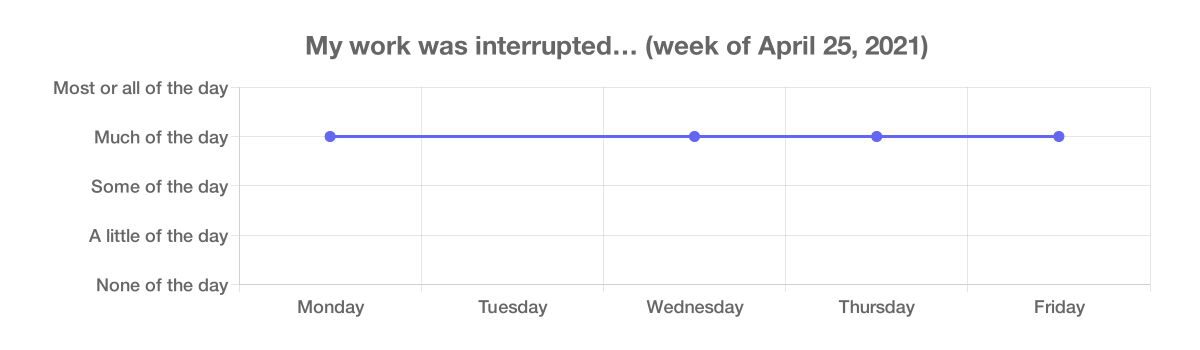 My work was interrupted… (week of April 25, 2021)
Most or all of the day
Much of the day
Some of the day
A little of the day
None of the day
Monday Tuesday Wednesday Thursday Friday